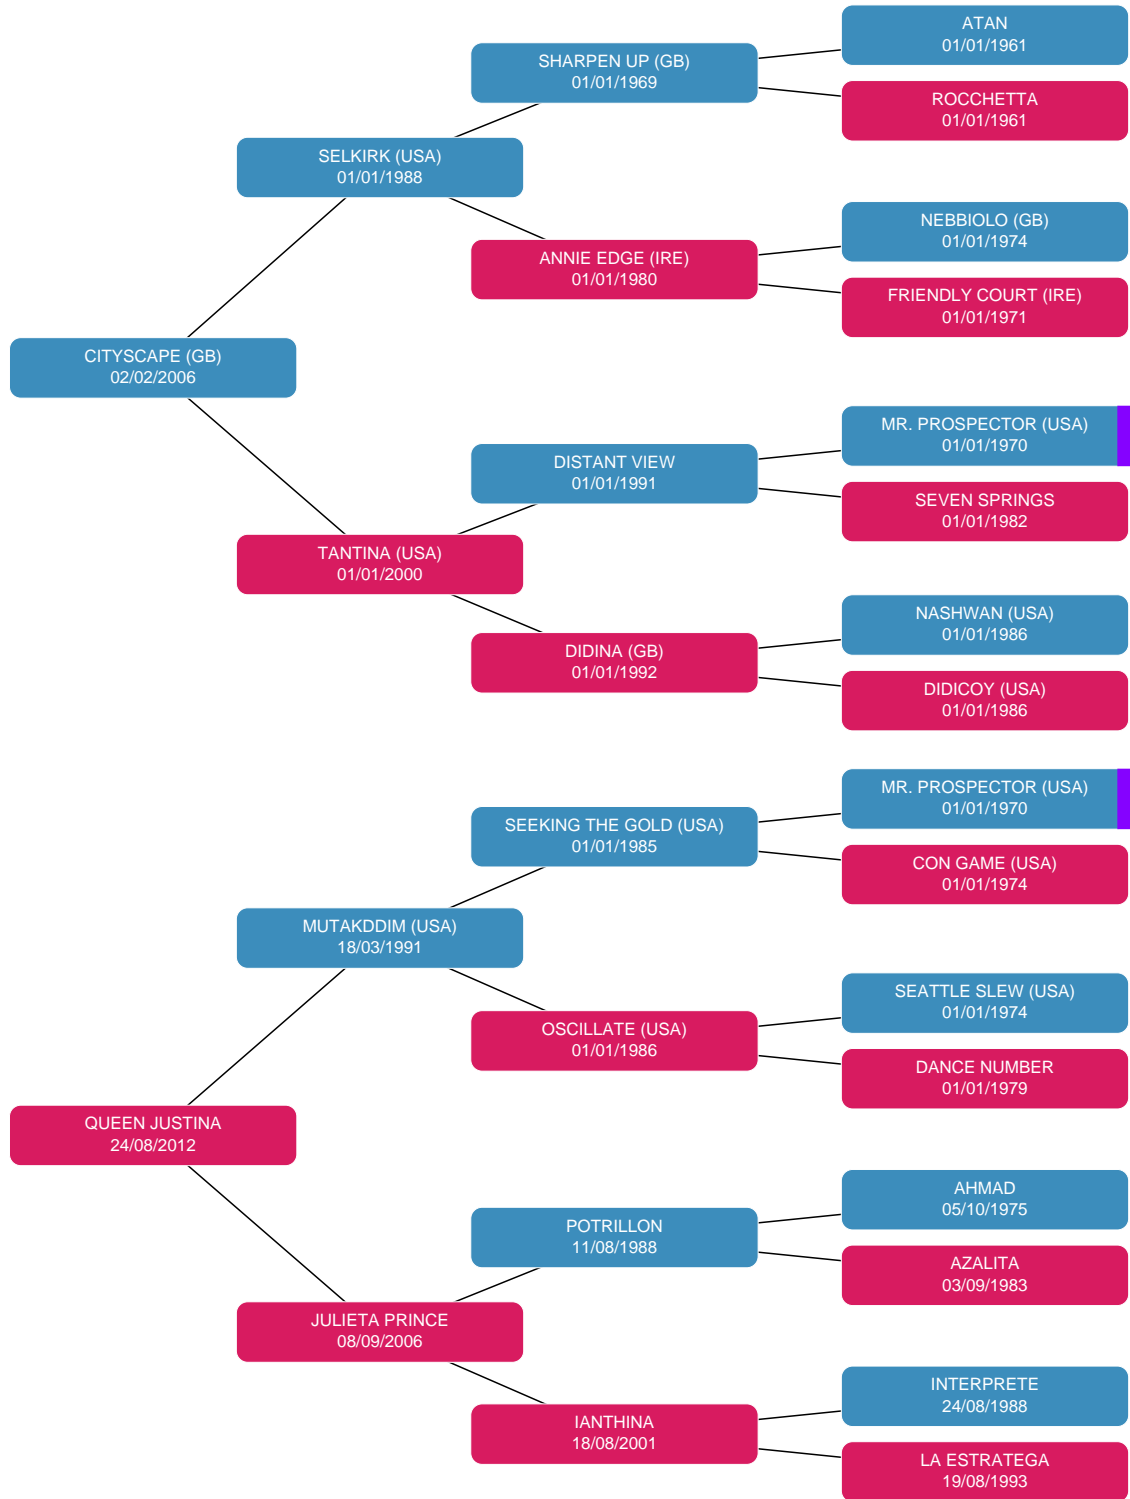 ATAN
01/01/1961
SHARPEN UP (GB)
01/01/1969
ROCCHETTA
01/01/1961
SELKIRK (USA)
01/01/1988
NEBBIOLO (GB)
01/01/1974
ANNIE EDGE (IRE)
01/01/1980
FRIENDLY COURT (IRE)
01/01/1971
CITYSCAPE (GB)
02/02/2006
MR. PROSPECTOR (USA)
01/01/1970
DISTANT VIEW
01/01/1991
SEVEN SPRINGS
01/01/1982
TANTINA (USA)
01/01/2000
NASHWAN (USA)
01/01/1986
DIDINA (GB)
01/01/1992
DIDICOY (USA)
01/01/1986
MR. PROSPECTOR (USA)
01/01/1970
SEEKING THE GOLD (USA)
01/01/1985
CON GAME (USA)
01/01/1974
MUTAKDDIM (USA)
18/03/1991
SEATTLE SLEW (USA)
01/01/1974
OSCILLATE (USA)
01/01/1986
DANCE NUMBER
01/01/1979
QUEEN JUSTINA
24/08/2012
AHMAD
05/10/1975
POTRILLON
11/08/1988
AZALITA
03/09/1983
JULIETA PRINCE
08/09/2006
INTERPRETE
24/08/1988
IANTHINA
18/08/2001
LA ESTRATEGA
19/08/1993